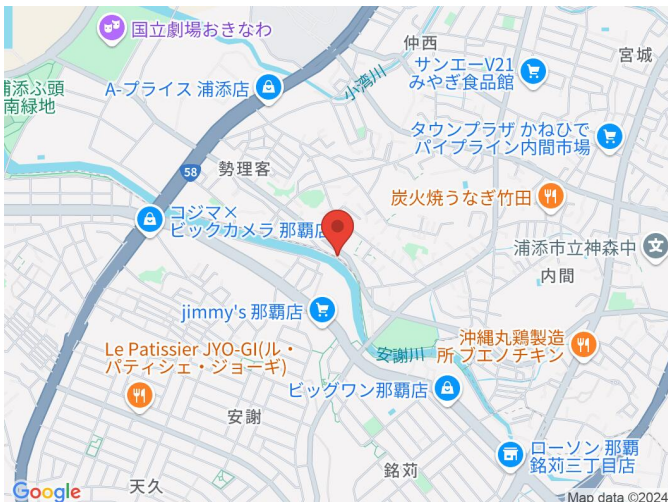 国立劇場おきなわ
仲西
宮城
サンエーV21
みやぎ食品館
A-プライス 浦添店
小湾川
浦添ふ頭
南緑地
タウンプラザ かねひで
パイプライン内間市場
58
勢理客
炭火焼うなぎ竹田
コジマ×
ビックカメラ 那覇店
浦添市立神森中
内間
jimmy's 那覇店
Le Patissier JYO-GI(ル・
パティシェ・ジョーギ)
安謝川
沖縄丸鶏製造
所 ブエノチキン
ビッグワン那覇店
安謝
ローソン 那覇
銘苅三丁目店
銘苅
天久
Google
Map data ©2024